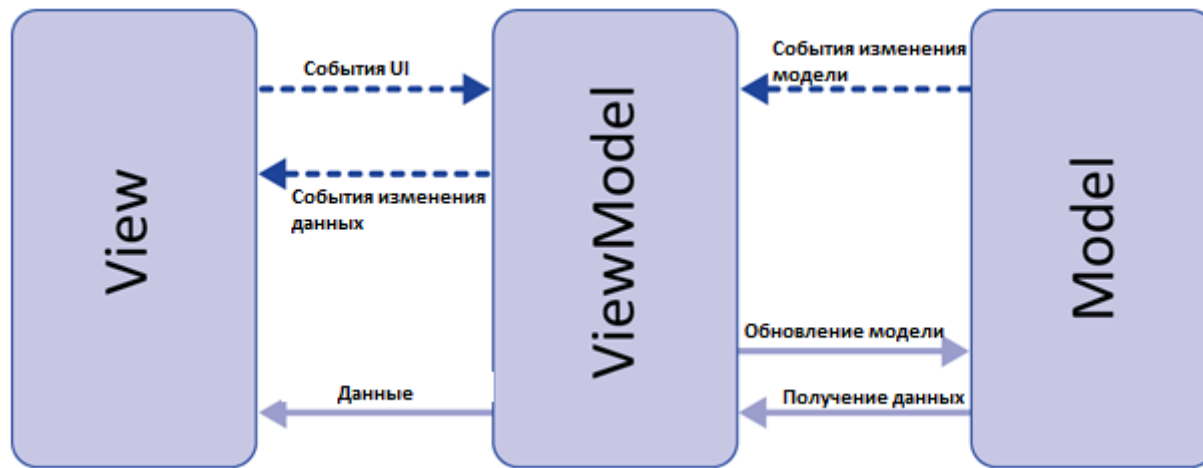 View
События UI
События изменения
данных
Данные
ViewModel
События изменения
модели
Обновление модели
Получение данных
Model